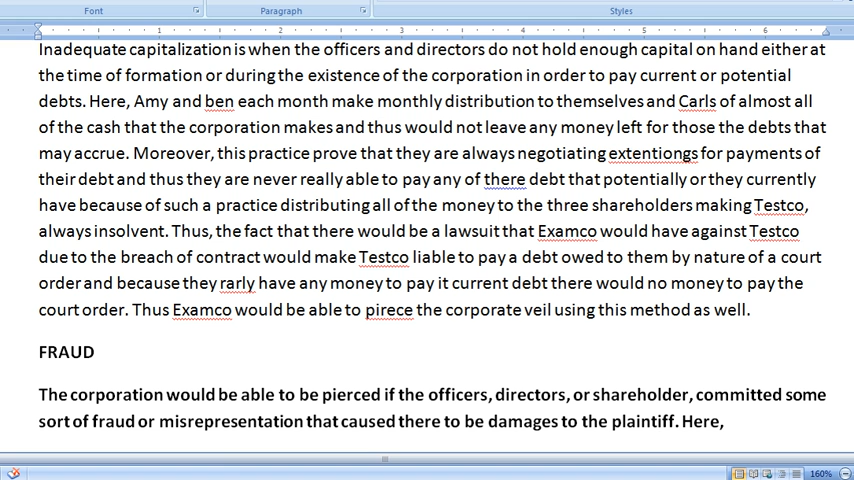 Font Paragraph Styles
1 2 3 4 5 6
Inadequate capitalization is when the officers and directors do not hold enough capital on hand either at
the time of formation or during the existence of the corporation in order to pay current or potential
debts. Here, Amy and ben each month make monthly distribution to themselves and Carls of almost all
of the cash that the corporation makes and thus would not leave any money left for those the debts that
may accrue. Moreover, this practice prove that they are always negotiating extentiongs for payments of
their debt and thus they are never really able to pay any of there debt that potentially or they currently
have because of such a practice distributing all of the money to the three shareholders making Testco,
always insolvent. Thus, the fact that there would be a lawsuit that Examco would have against Testco
due to the breach of contract would make Testco liable to pay a debt owed to them by nature of a court
order and because they rarly have any money to pay it current debt there would no money to pay the
court order. Thus Examco would be able to pirece the corporate veil using this method as well.
FRAUD
The corporation would be able to be pierced if the officers, directors, or shareholder, committed some
sort of fraud or misrepresentation that caused there to be damages to the plaintiff. Here,
160%